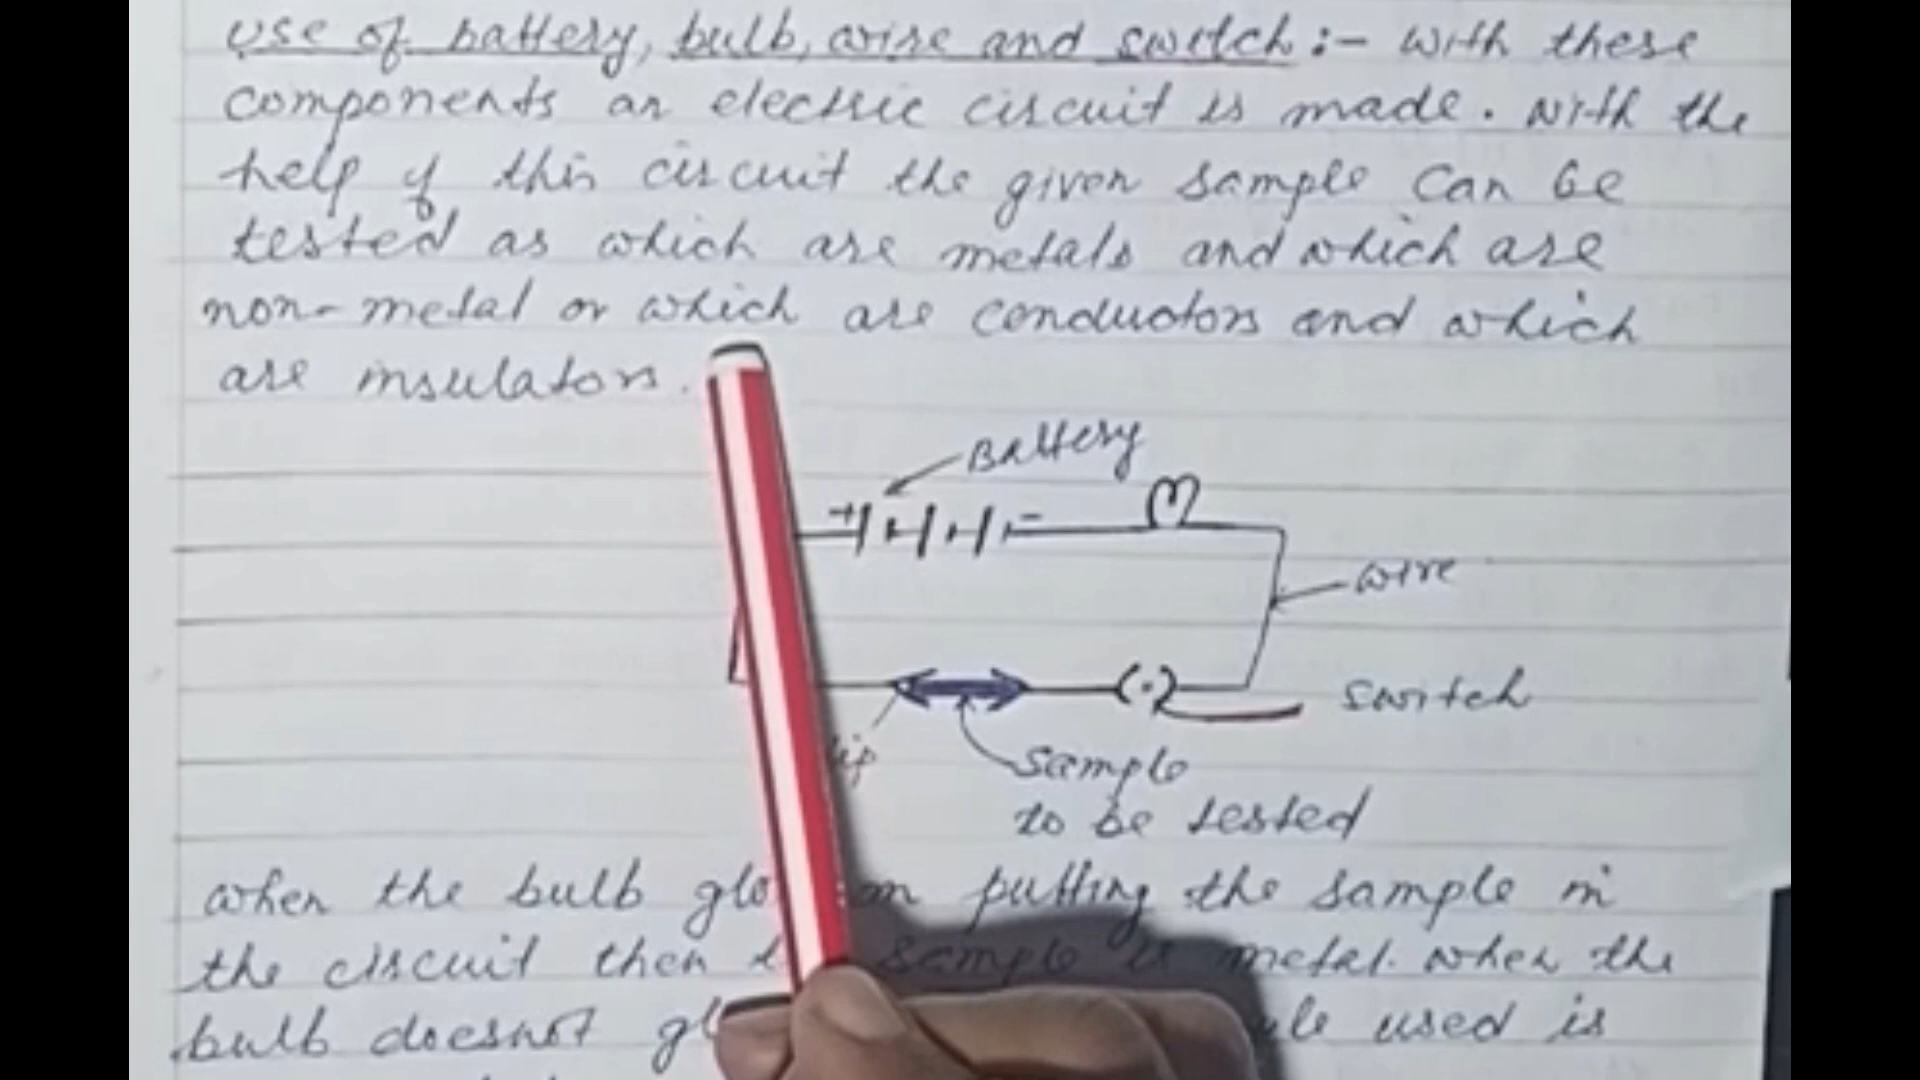 use of battery, bulb, wire and switch :- with these
components an electric circuit is made. with the
help of this circuit the given sample can be
tested as which are metals and which are
non-metal or which are conductors and which
are insulators.
Battery
+ -
wire
switch
sample
to be tested
when the bulb on putting the sample in
the circuit then sample is metal. when the
bulb doesnot used is